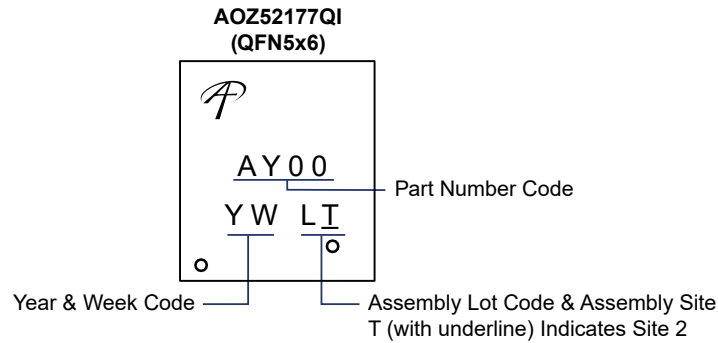 AOZ52177QI
(QFN5x6)
AY00
Part Number Code
YW LT
Year & Week Code
Assembly Lot Code & Assembly Site
T (with underline) Indicates Site 2